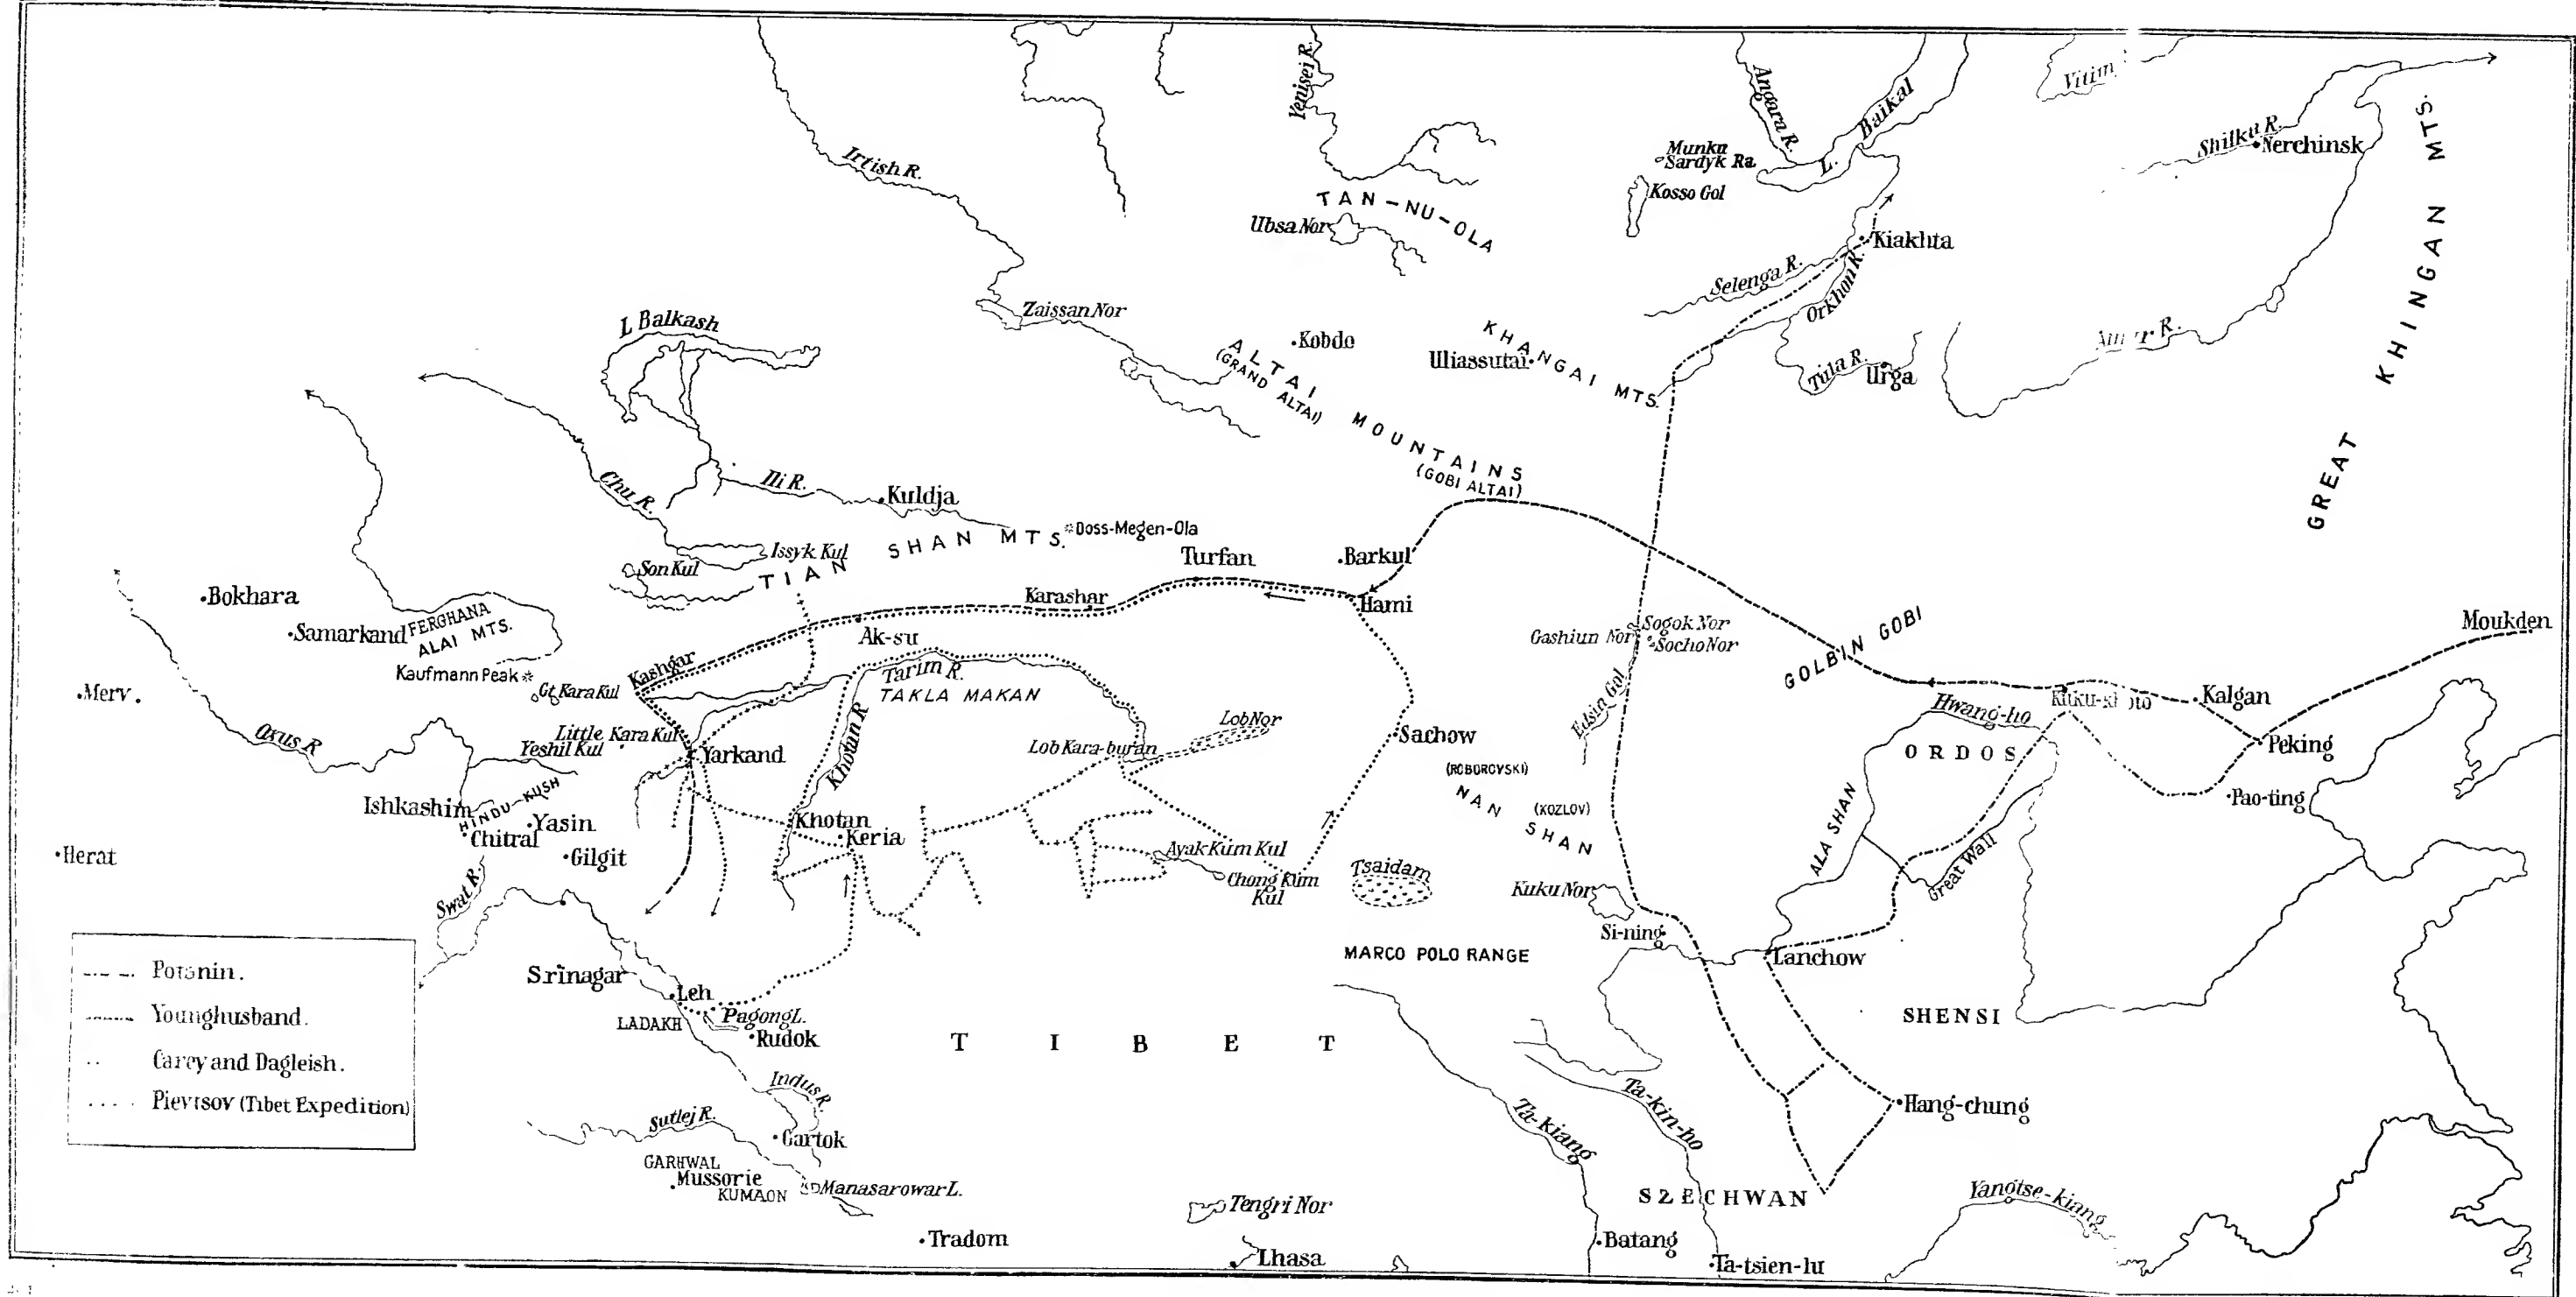 Yenisei R.
Angara R.
L. Baikal
Vitim
Shilku R.
Nerchinsk
GREAT KHINGAN MTS.
Irtish R.
Munku
Sardyk Ra
Kosso Gol
TAN-NU-OLA
Ubsa Nor
Kiakhta
Selenga R.
Orkhon R.
Zaissan Nor
L Balkash
Kobdo
ALTAI MOUNTAINS
(GRAND ALTAI)
(GOBI ALTAI)
Uliassutai
KHANGAI MTS.
Tula R.
Urga
Chu R.
Ili R.
Kuldja
Doss-Megen-Ola
TIAN SHAN MTS.
Issyk Kul
Son Kul
Turfan
Barkul
Hami
Karashar
Bokhara
Samarkand
FERGHANA
ALAI MTS.
Ak-su
Gashiun Nor
Sogok Nor
Socho Nor
GOLBIN GOBI
Moukden
Kaufmann Peak
Gt. Kara Kul
Kashgar
Tarim R.
TAKLA MAKAN
Merv.
Edsin Gol
Hwang-ho
Kalgan
Oxus R
Little Kara Kul
Yeshil Kul
Yarkand
Khotan R
Lob Nor
Lob Kara-buran
Sachow
ORDOS
Peking
(ROBOROVSKI)
NAN SHAN
(KOZLOV)
Pao-ting
Ishkashim
HINDU-KUSH
Chitral
Yasin
Gilgit
Khotan
Keria
Herat
Ayak Kum Kul
Chong Kum
Kul
Tsaidam
Kuku Nor
ALA SHAN
Great Wall
Swat R.
Si-ning
MARCO POLO RANGE
Lanchow
Srinagar
Leh
LADAKH
Pagong L.
Rudok
TIBET
SHENSI
Potanin.
Younghusband.
Carey and Dagleish.
Pievtsov (Tibet Expedition)
Indus R.
Sutlej R.
Gartok
GARHWAL
Mussorie
KUMAON
Manasarowar L.
Ta-kin-ho
Ta-kiang
Hang-chung
SZECHWAN
Yangtse-kiang
Tengri Nor
Tradom
Lhasa
Batang
Ta-tsien-lu